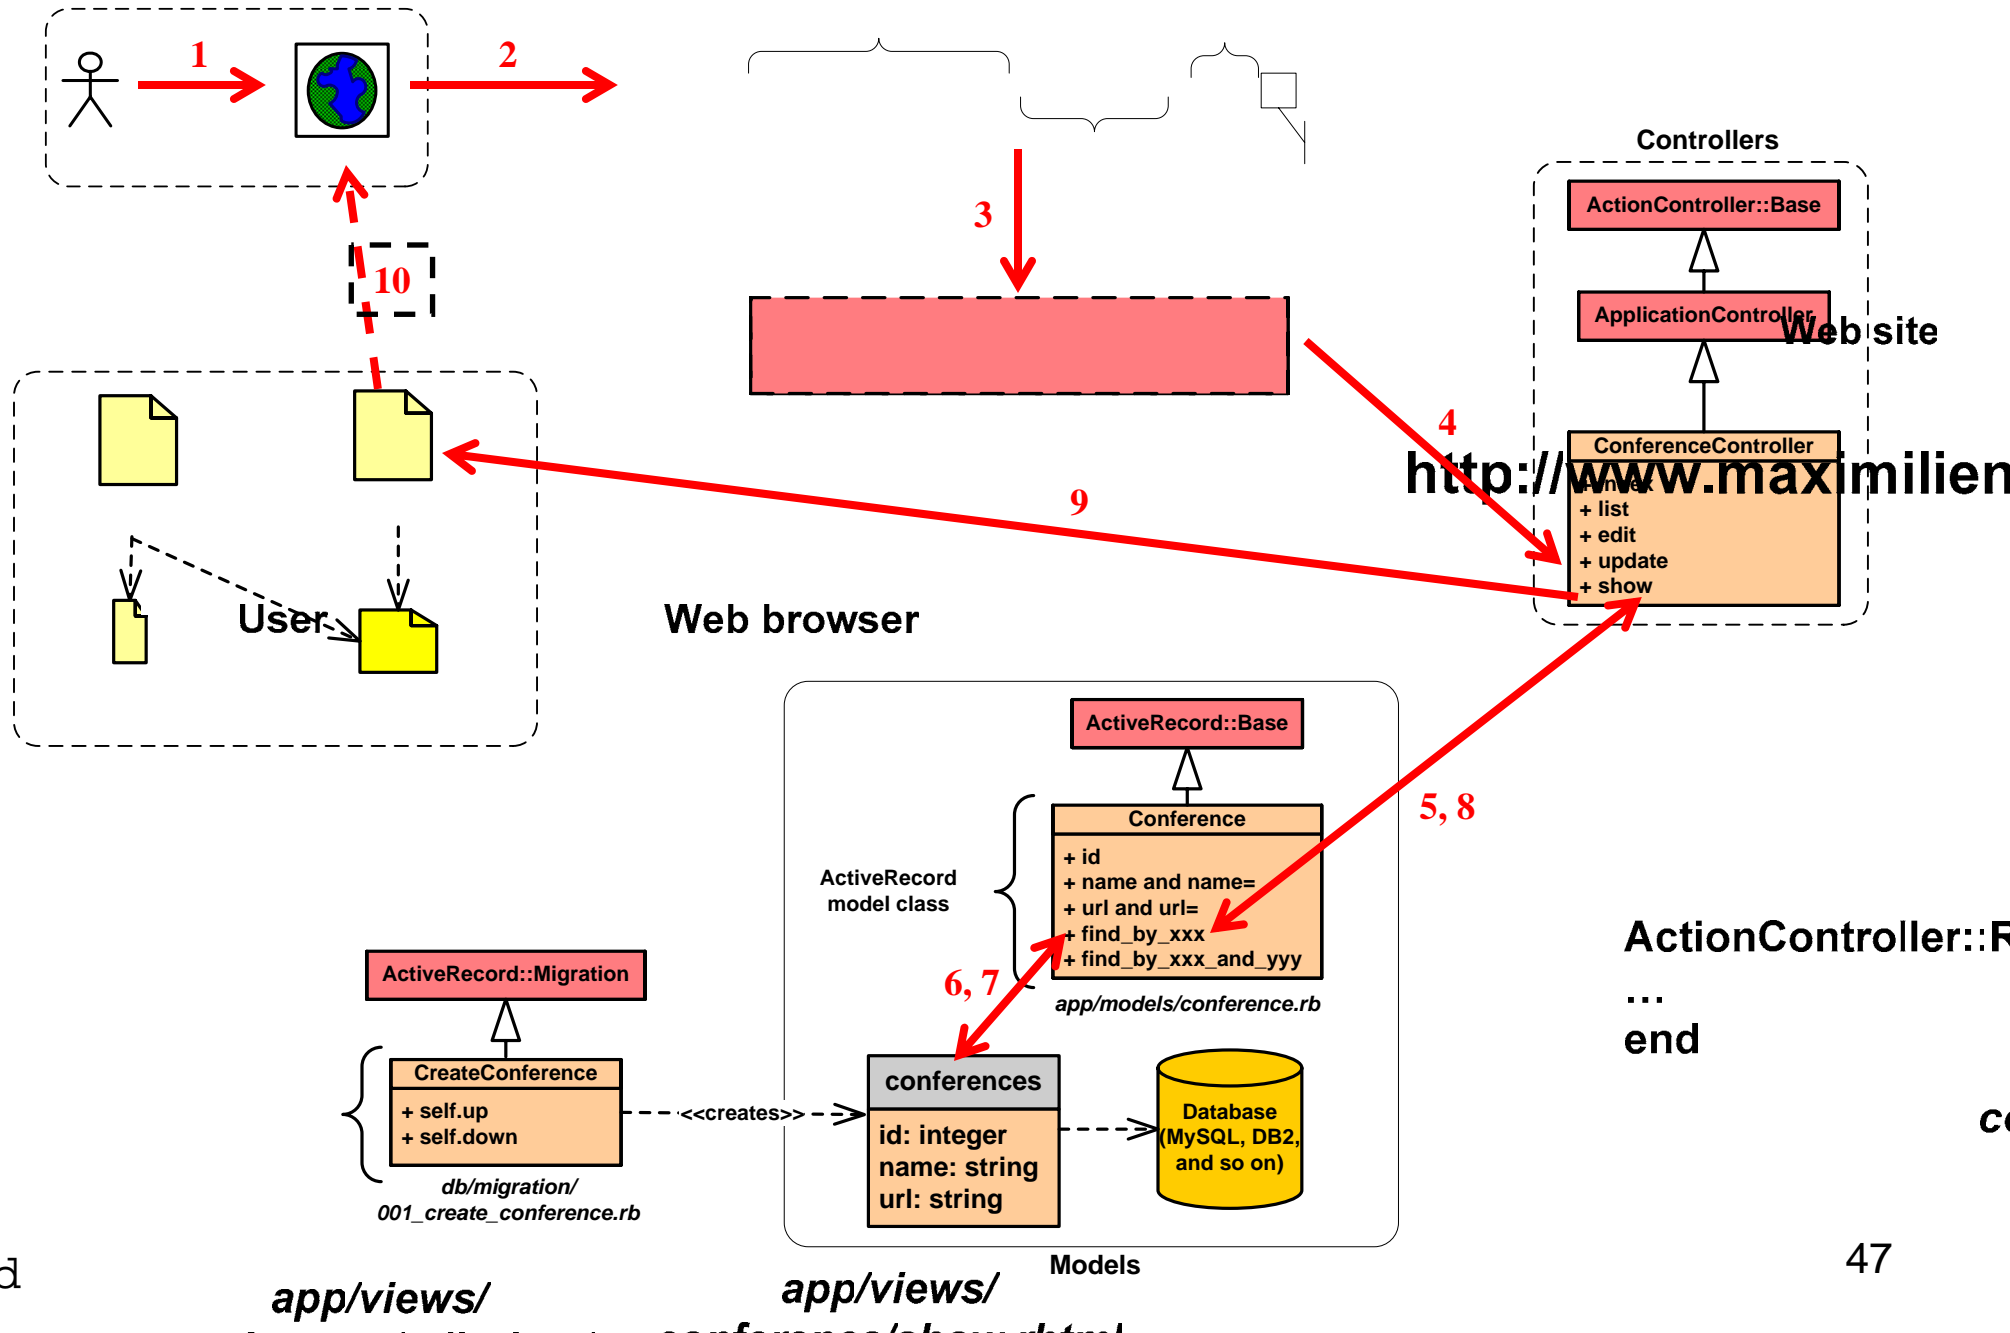 1
2
Controllers
3
ActionController::Base
10
ApplicationController
Web site
4
ConferenceController
http://www.maximilien
9
+ index
+ list
+ edit
+ update
+ show
User
Web browser
ActiveRecord::Base
5, 8
Conference
+ id
+ name and name=
+ url and url=
+ find_by_xxx
+ find_by_xxx_and_yyy
ActiveRecord
model class
6, 7
app/models/conference.rb
ActionController::R
...
end
ActiveRecord::Migration
CreateConference
+ self.up
+ self.down
<<creates>>
db/migration/
001_create_conference.rb
conferences
id: integer
name: string
url: string
Database
(MySQL, DB2,
and so on)
Models
47
d
app/views/
app/views/
conference/show.rhtml